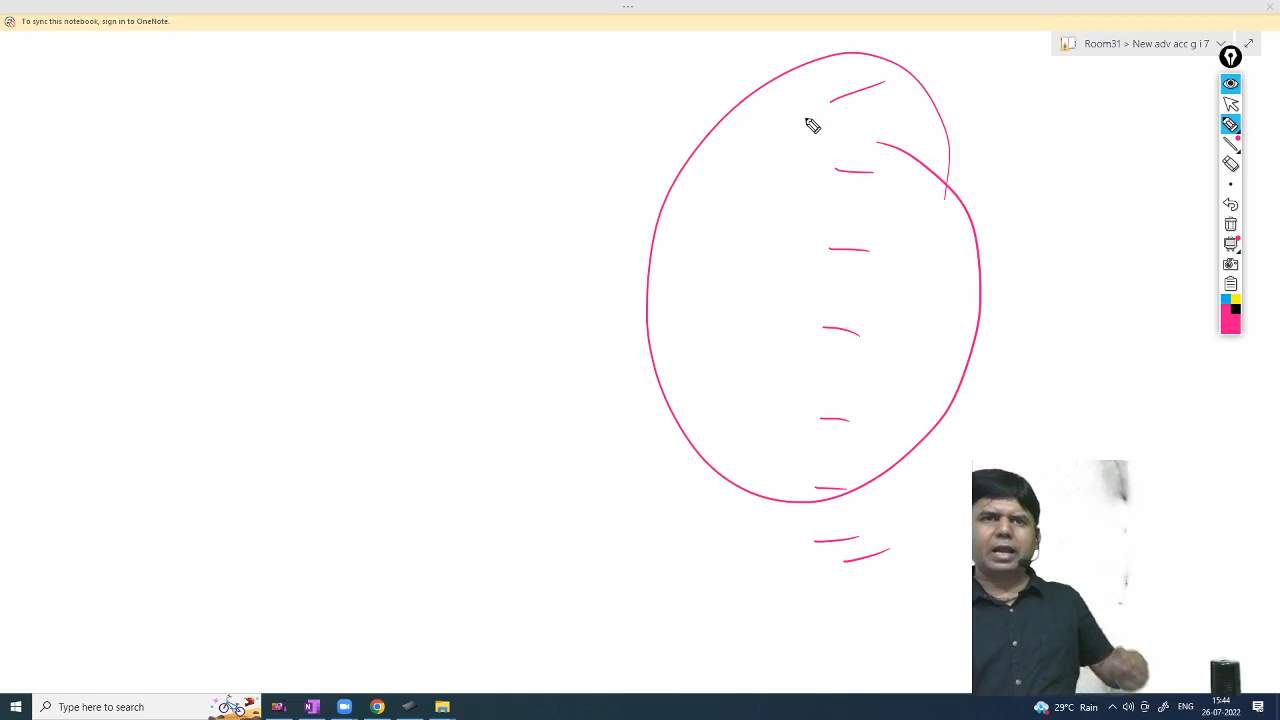 To sync this notebook, sign in to OneNote.
Room31 > New adv acc g i 7
Type here to search
29°C Rain
ENG
15:44
26-07-2022